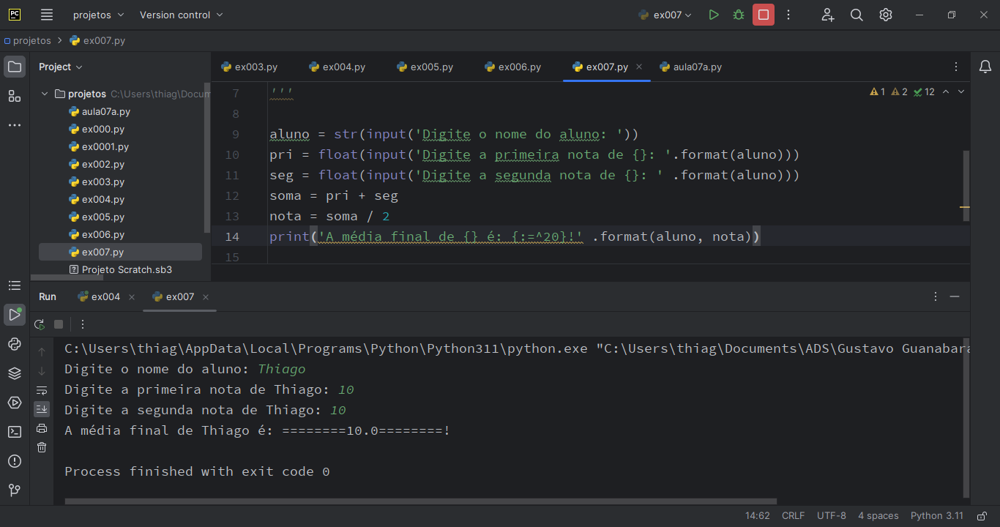 PC projetos Version control ex007
projetos > ex007.py
Project
ex003.py ex004.py ex005.py ex006.py ex007.py aula07a.py
projetos C:\Users\thiag\Docum
aula07a.py
ex000.py
ex0001.py
ex002.py
ex003.py
ex004.py
ex005.py
ex006.py
ex007.py
Projeto Scratch.sb3
1 2 12
7 '''
8
9 aluno = str(input('Digite o nome do aluno: '))
10 pri = float(input('Digite a primeira nota de {}: '.format(aluno)))
11 seg = float(input('Digite a segunda nota de {}: ' .format(aluno)))
12 soma = pri + seg
13 nota = soma / 2
14 print('A média final de {} é: {:=^20}!' .format(aluno, nota))
15
Run ex004 ex007
C:\Users\thiag\AppData\Local\Programs\Python\Python311\python.exe "C:\Users\thiag\Documents\ADS\Gustavo Guanabara
Digite o nome do aluno: Thiago
Digite a primeira nota de Thiago: 10
Digite a segunda nota de Thiago: 10
A média final de Thiago é: ========10.0========!
Process finished with exit code 0
14:62 CRLF UTF-8 4 spaces Python 3.11